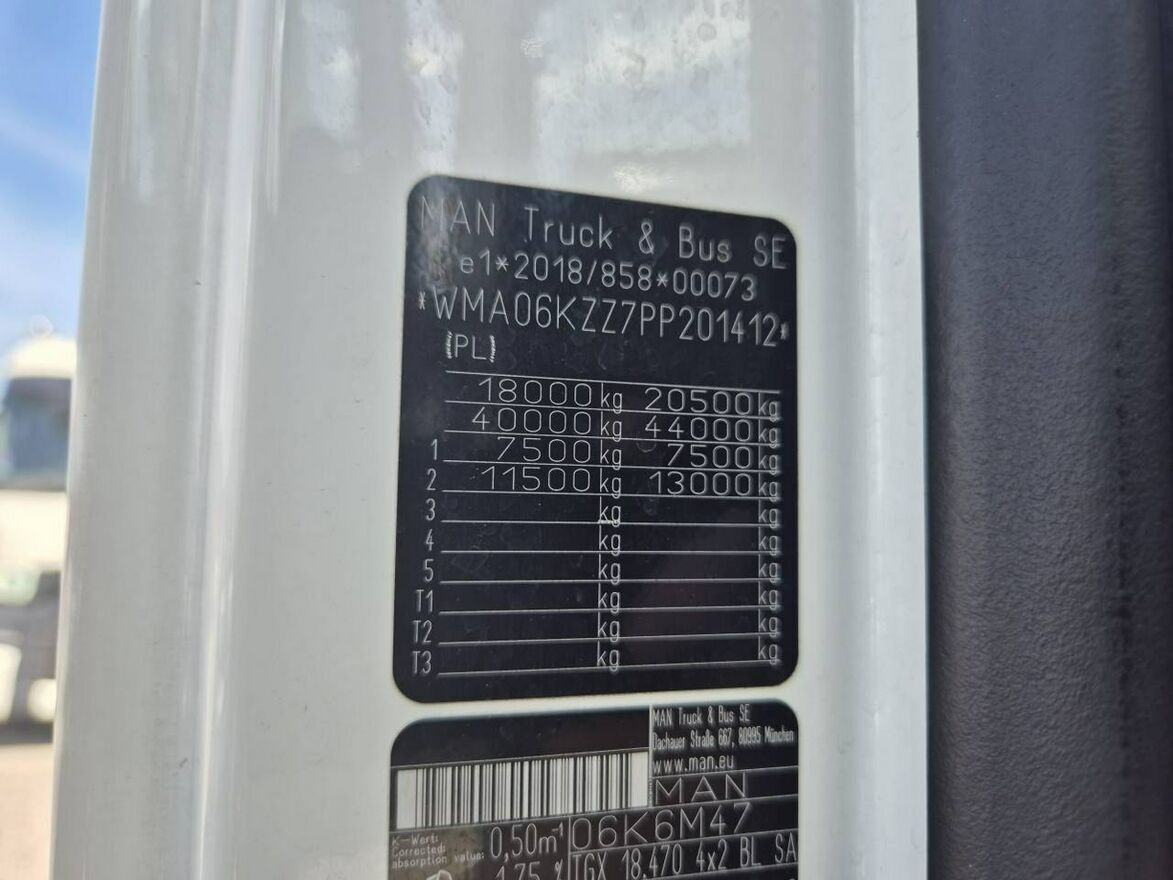 MAN Truck & Bus SE
e1*2018/858*00073
*WMA06KZZ7PP201412*
(PL)
18000 kg 20500 kg
40000 kg 44000 kg
1 7500 kg 7500 kg
2 11500 kg 13000 kg
3 kg kg
4 kg kg
5 kg kg
T1 kg kg
T2 kg kg
T3 kg kg
MAN Truck & Bus SE
Dachauer Straße 667, 80995 München
www.man.eu
MAN
K-Wert:
Corrected
absorption value: 0,50m-1 06K6M47
1,75 % TGX 18.470 4x2 BL SA